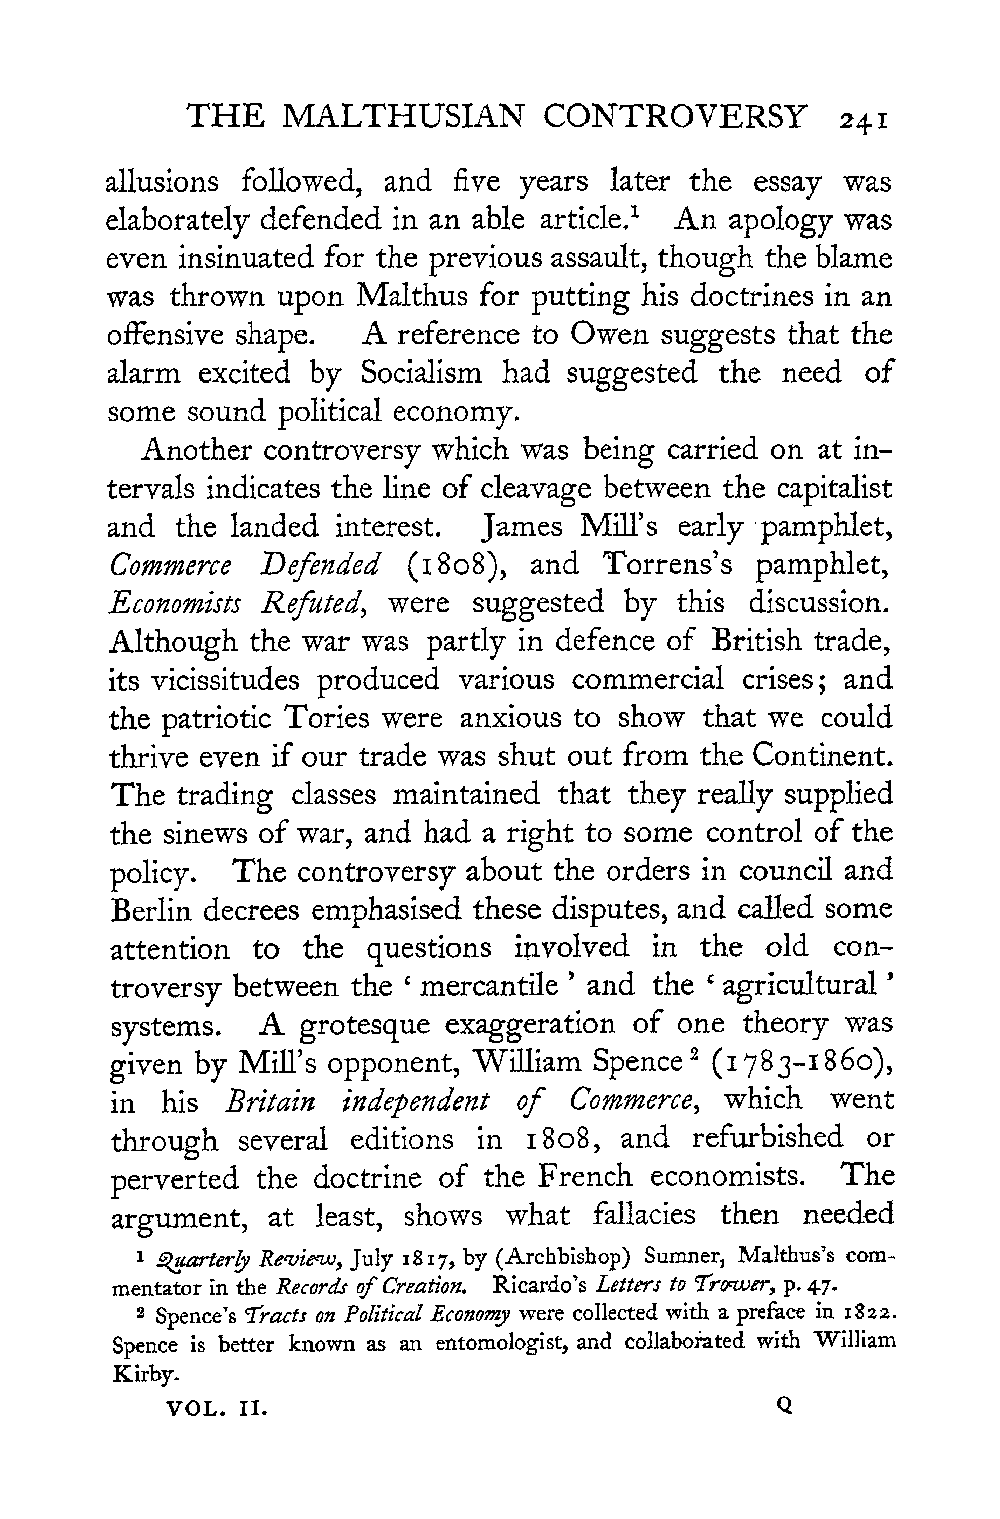 THE MALTHUSIAN CONTROVERSY 241
allusions followed, and five years later the essay was
elaborately defended in an able article.¹ An apology was
even insinuated for the previous assault, though the blame
was thrown upon Malthus for putting his doctrines in an
offensive shape. A reference to Owen suggests that the
alarm excited by Socialism had suggested the need of
some sound political economy.
Another controversy which was being carried on at in-
tervals indicates the line of cleavage between the capitalist
and the landed interest. James Mill's early pamphlet,
Commerce Defended (1808), and Torrens's pamphlet,
Economists Refuted, were suggested by this discussion.
Although the war was partly in defence of British trade,
its vicissitudes produced various commercial crises; and
the patriotic Tories were anxious to show that we could
thrive even if our trade was shut out from the Continent.
The trading classes maintained that they really supplied
the sinews of war, and had a right to some control of the
policy. The controversy about the orders in council and
Berlin decrees emphasised these disputes, and called some
attention to the questions involved in the old con-
troversy between the ‘ mercantile ’ and the ‘ agricultural ’
systems. A grotesque exaggeration of one theory was
given by Mill's opponent, William Spence ² (1783-1860),
in his Britain independent of Commerce, which went
through several editions in 1808, and refurbished or
perverted the doctrine of the French economists. The
argument, at least, shows what fallacies then needed
¹ Quarterly Review, July 1817, by (Archbishop) Sumner, Malthus's com-
mentator in the Records of Creation. Ricardo's Letters to Trower, p. 47.
² Spence's Tracts on Political Economy were collected with a preface in 1822.
Spence is better known as an entomologist, and collaborated with William
Kirby.
VOL. II. Q